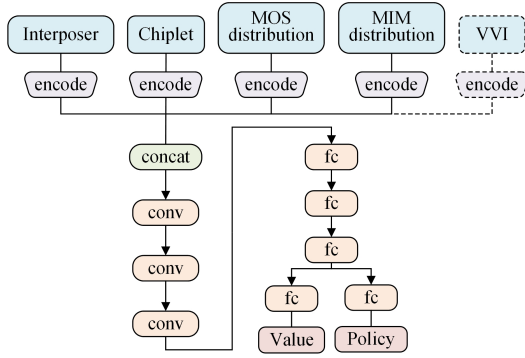 Interposer
Chiplet
MOS
distribution
MIM
distribution
VVI
encode
encode
encode
encode
encode
concat
conv
conv
conv
fc
fc
fc
fc
fc
Value
Policy